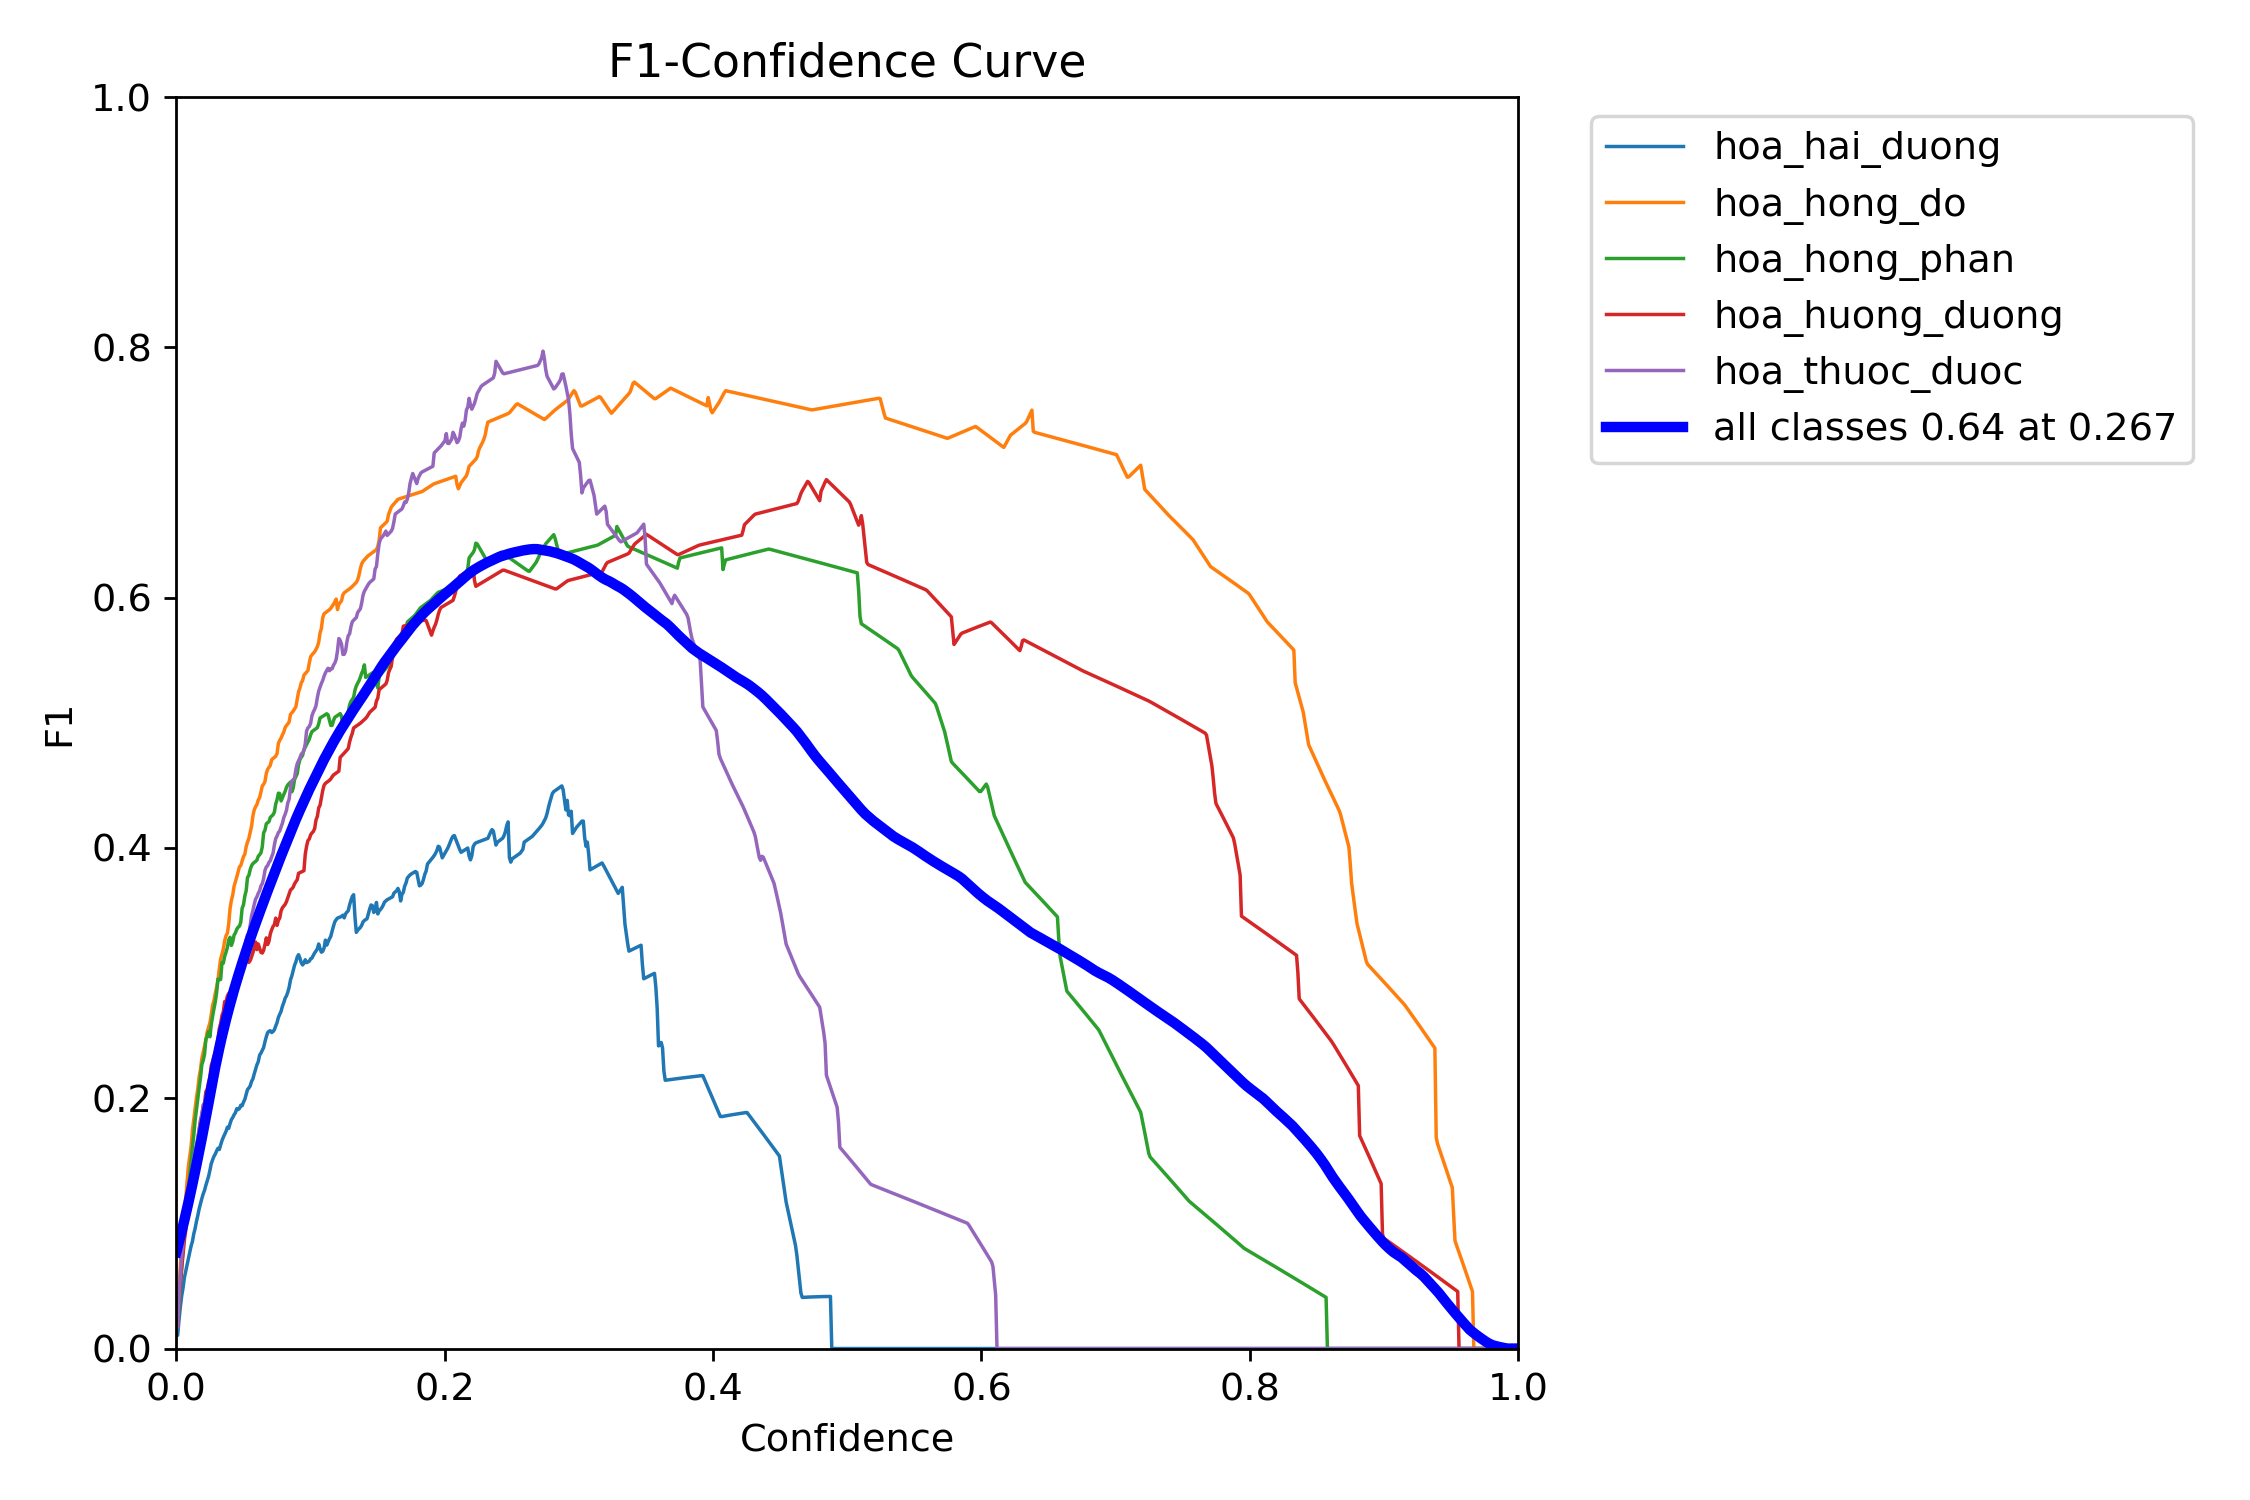 F1-Confidence Curve
1.0
0.8
0.6
0.4
0.2
0.0
F1
0.0 0.2 0.4 0.6 0.8 1.0
Confidence
hoa_hai_duong
hoa_hong_do
hoa_hong_phan
hoa_huong_duong
hoa_thuoc_duoc
all classes 0.64 at 0.267